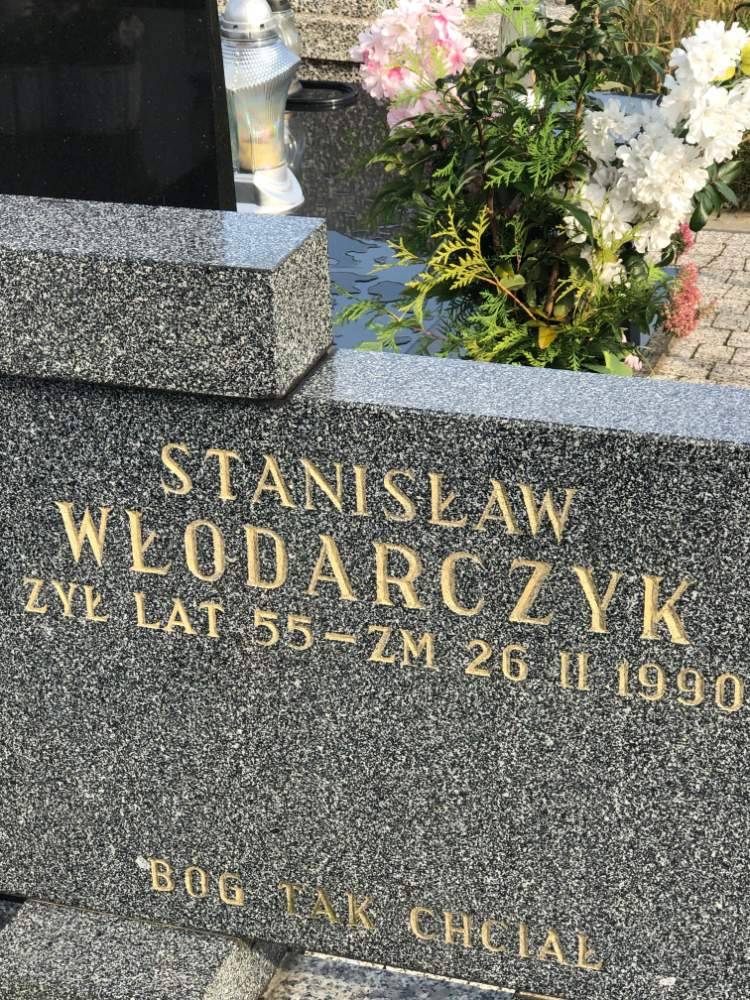 STANISŁAW
WŁODARCZYK
ŻYŁ LAT 55 – ZM 26 II 1990
BÓG TAK CHCIAŁ